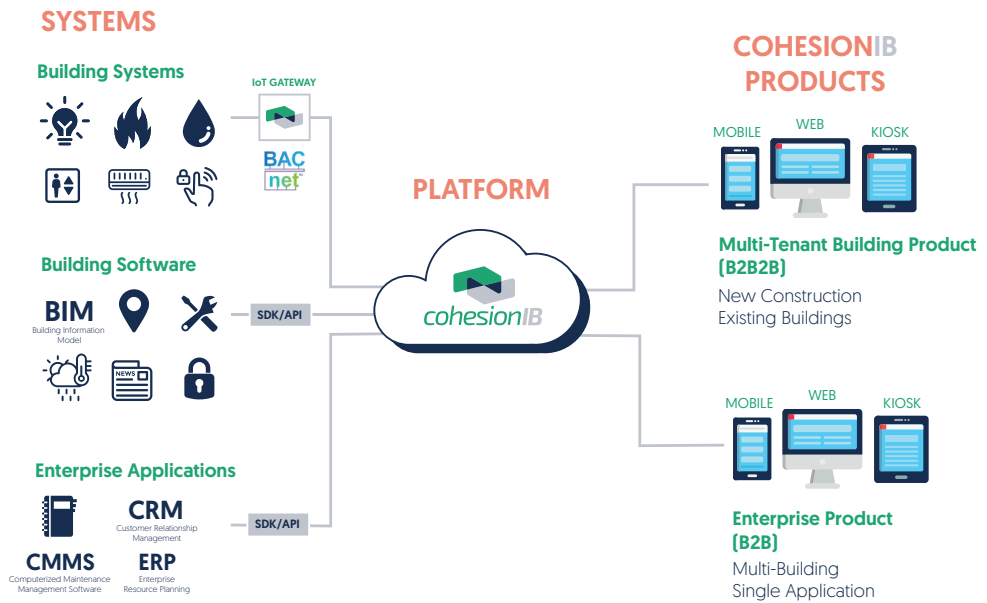 SYSTEMS
Building Systems
IoT GATEWAY
BAC
net™
Building Software
BIM
Building Information
Model
NEWS
SDK/API
Enterprise Applications
CRM
Customer Relationship
Management
SDK/API
CMMS
Computerized Maintenance
Management Software
ERP
Enterprise
Resource Planning
PLATFORM
cohesionIB
COHESIONIB
PRODUCTS
MOBILE
WEB
KIOSK
Multi-Tenant Building Product
(B2B2B)
New Construction
Existing Buildings
MOBILE
WEB
KIOSK
Enterprise Product
(B2B)
Multi-Building
Single Application